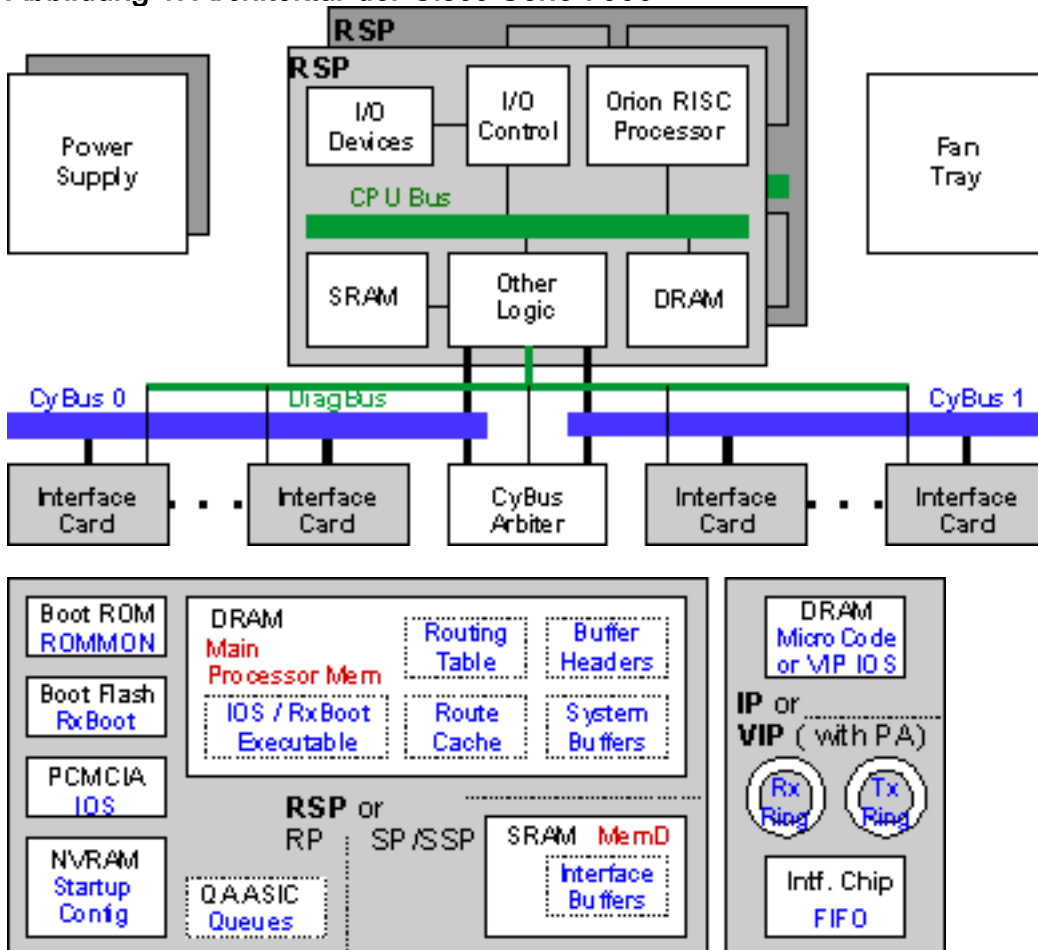 RSP
RSP
Power
Supply
I/O
Devices
I/O
Control
Orion RISC
Processor
Fan
Tray
CPU Bus
SRAM
Other
Logic
DRAM
CyBus 0
DiagBus
CyBus 1
Interface
Card
. . .
Interface
Card
CyBus
Arbiter
Interface
Card
. . .
Interface
Card
Boot ROM
ROMMON
Boot Flash
RxBoot
PCMCIA
IOS
NVRAM
Startup
Config
DRAM
Main
Processor Mem
Routing
Table
Buffer
Headers
IOS / RxBoot
Executable
Route
Cache
System
Buffers
RSP or
RP
SP/SSP
QAASIC
Queues
SRAM MemD
Interface
Buffers
DRAM
Micro Code
or VIP IOS
IP or
VIP ( with PA)
Rx
Ring
Tx
Ring
Intf. Chip
FIFO